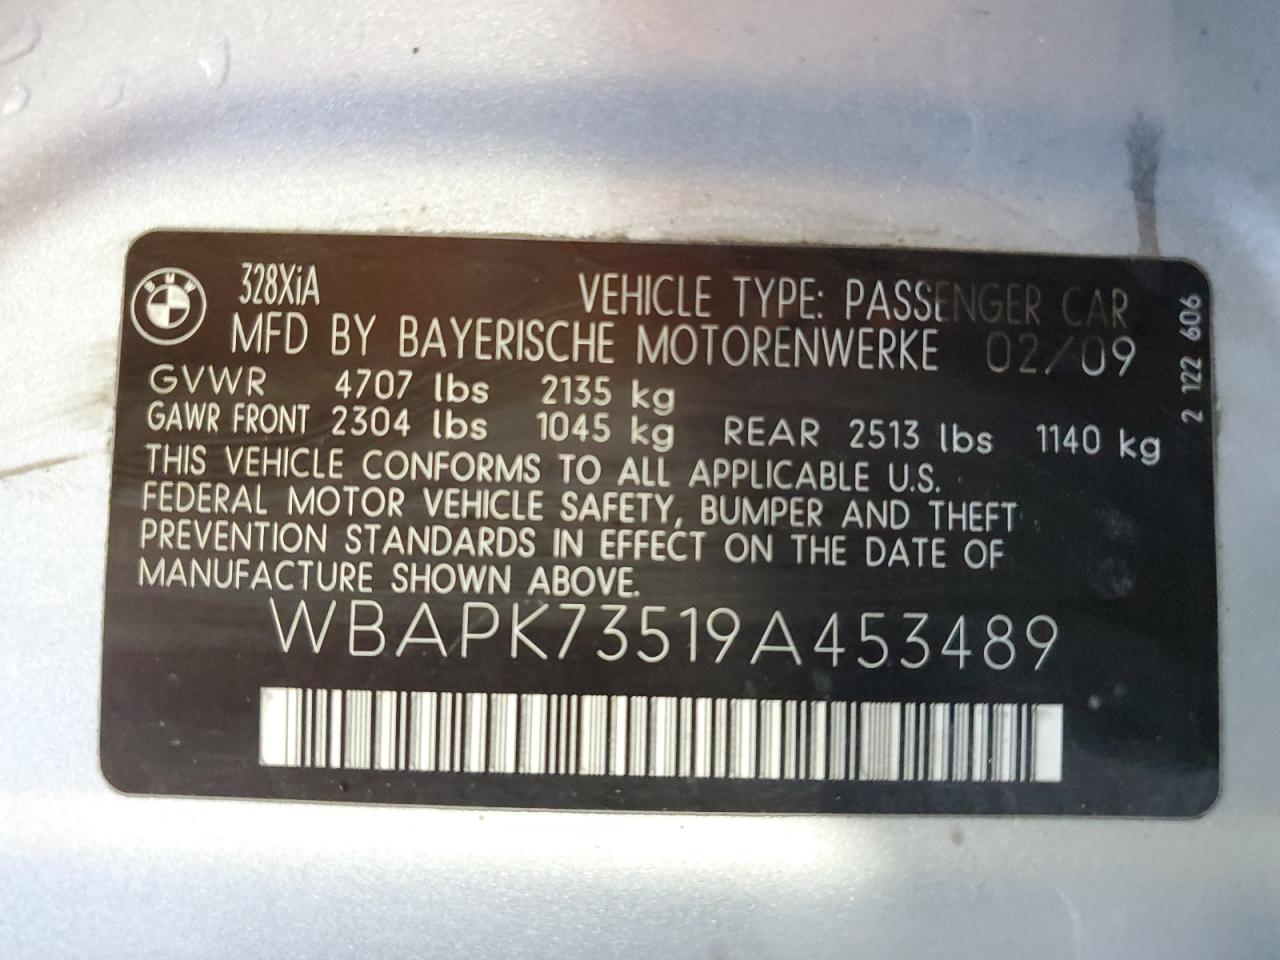 BMW
328XiA VEHICLE TYPE: PASSENGER CAR
MFD BY BAYERISCHE MOTORENWERKE 02/09
GVWR 4707 lbs 2135 kg
GAWR FRONT 2304 lbs 1045 kg REAR 2513 lbs 1140 kg
THIS VEHICLE CONFORMS TO ALL APPLICABLE U.S.
FEDERAL MOTOR VEHICLE SAFETY, BUMPER AND THEFT
PREVENTION STANDARDS IN EFFECT ON THE DATE OF
MANUFACTURE SHOWN ABOVE.
WBAPK73519A453489
2 122 606